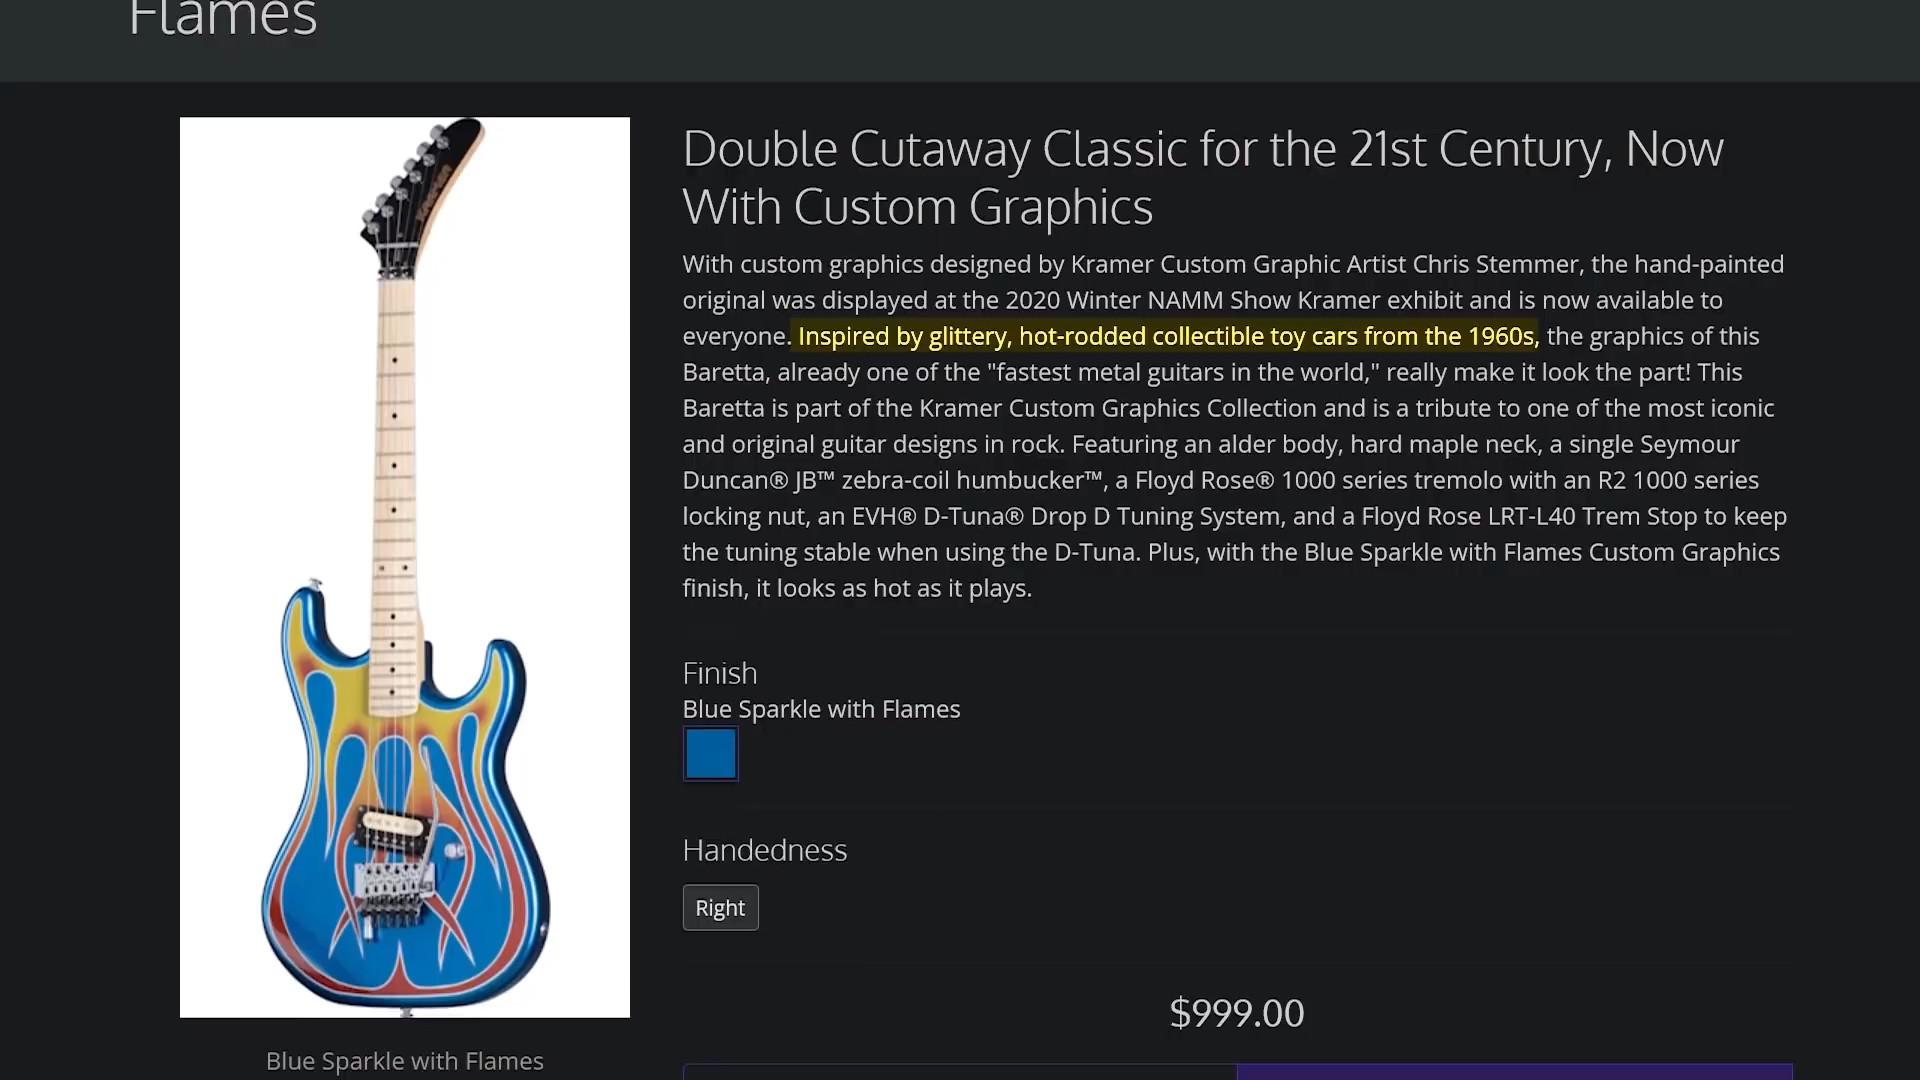 Flames
Double Cutaway Classic for the 21st Century, Now
With Custom Graphics
With custom graphics designed by Kramer Custom Graphic Artist Chris Stemmer, the hand-painted
original was displayed at the 2020 Winter NAMM Show Kramer exhibit and is now available to
everyone. Inspired by glittery, hot-rodded collectible toy cars from the 1960s, the graphics of this
Baretta, already one of the "fastest metal guitars in the world," really make it look the part! This
Baretta is part of the Kramer Custom Graphics Collection and is a tribute to one of the most iconic
and original guitar designs in rock. Featuring an alder body, hard maple neck, a single Seymour
Duncan® JB™ zebra-coil humbucker™, a Floyd Rose® 1000 series tremolo with an R2 1000 series
locking nut, an EVH® D-Tuna® Drop D Tuning System, and a Floyd Rose LRT-L40 Trem Stop to keep
the tuning stable when using the D-Tuna. Plus, with the Blue Sparkle with Flames Custom Graphics
finish, it looks as hot as it plays.
Finish
Blue Sparkle with Flames
Handedness
Right
$999.00
Blue Sparkle with Flames